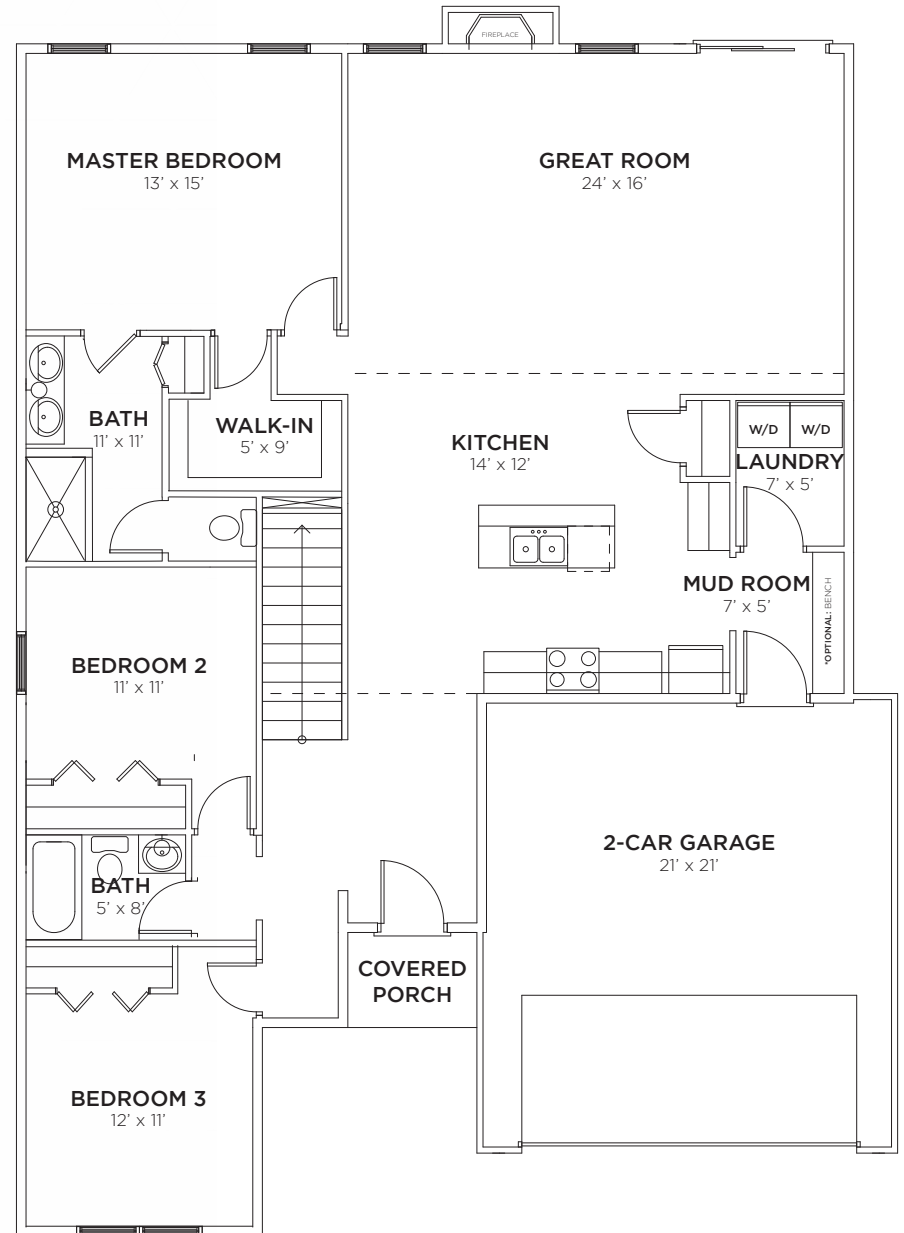 FIREPLACE
MASTER BEDROOM
13’ x 15’
GREAT ROOM
24’ x 16’
BATH
11’ x 11’
WALK-IN
5’ x 9’
KITCHEN
14’ x 12’
W/D
W/D
LAUNDRY
7’ x 5’
MUD ROOM
7’ x 5’
*OPTIONAL: BENCH
BEDROOM 2
11’ x 11’
2-CAR GARAGE
21’ x 21’
BATH
5’ x 8’
COVERED
PORCH
BEDROOM 3
12’ x 11’